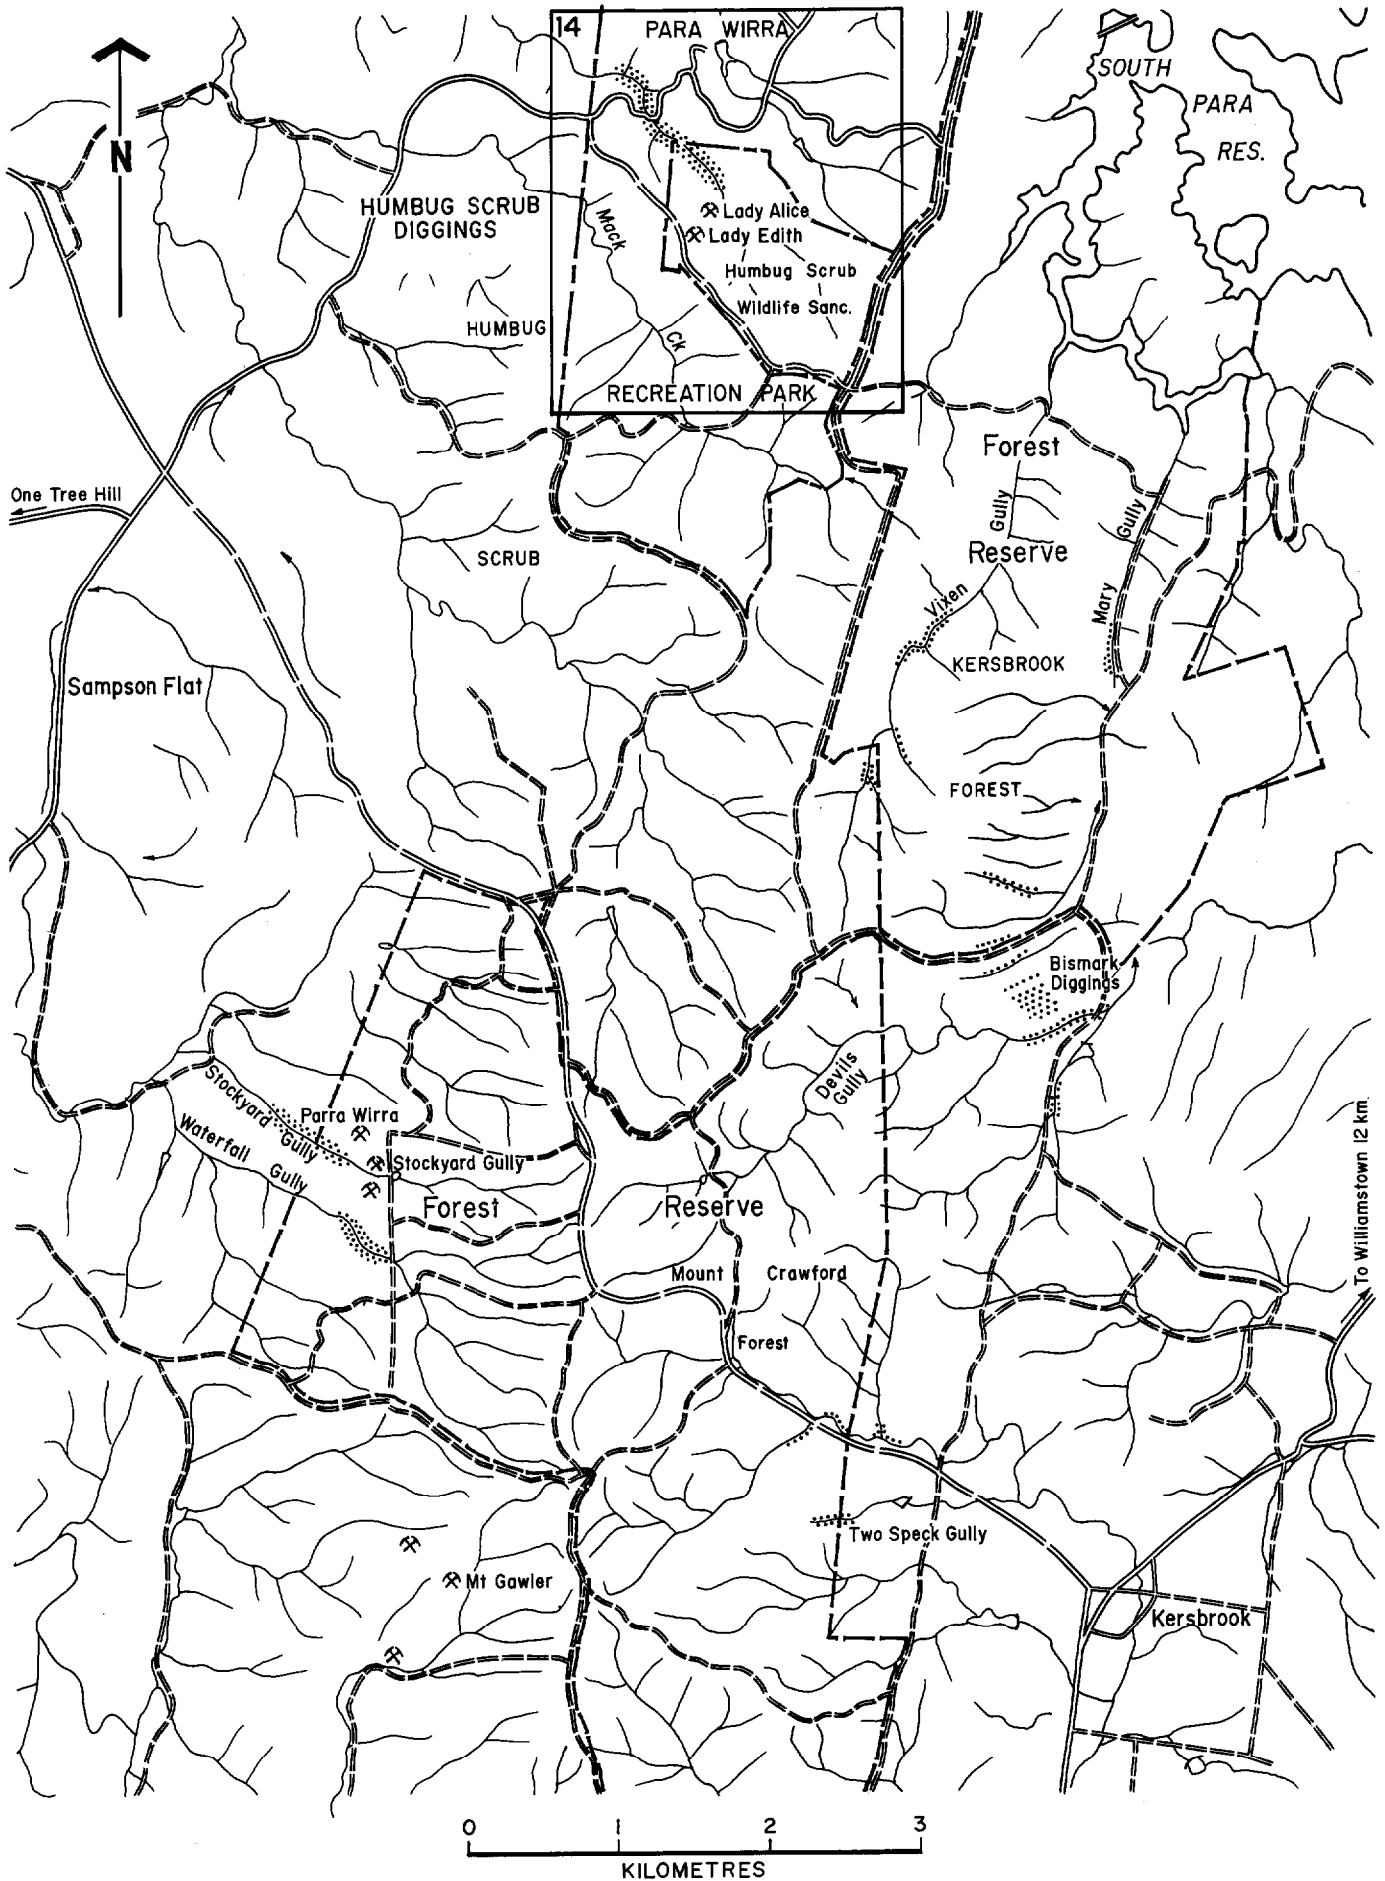 14
PARA WIRRA
SOUTH
PARA
RES.
N
HUMBUG SCRUB
DIGGINGS
Mack
Ck
Lady Alice
Lady Edith
Humbug Scrub
Wildlife Sanc.
HUMBUG
RECREATION PARK
Forest
One Tree Hill
Gully
Gully
Reserve
SCRUB
Vixen
Mary
KERSBROOK
Sampson Flat
FOREST
Bismark
Diggings
Devils
Gully
Stockyard
Gully
Parra Wirra
Waterfall
Gully
Stockyard Gully
To Williamstown 12 km.
Forest
Reserve
Mount
Crawford
Forest
Two Speck Gully
Mt Gawler
Kersbrook
0 1 2 3
KILOMETRES